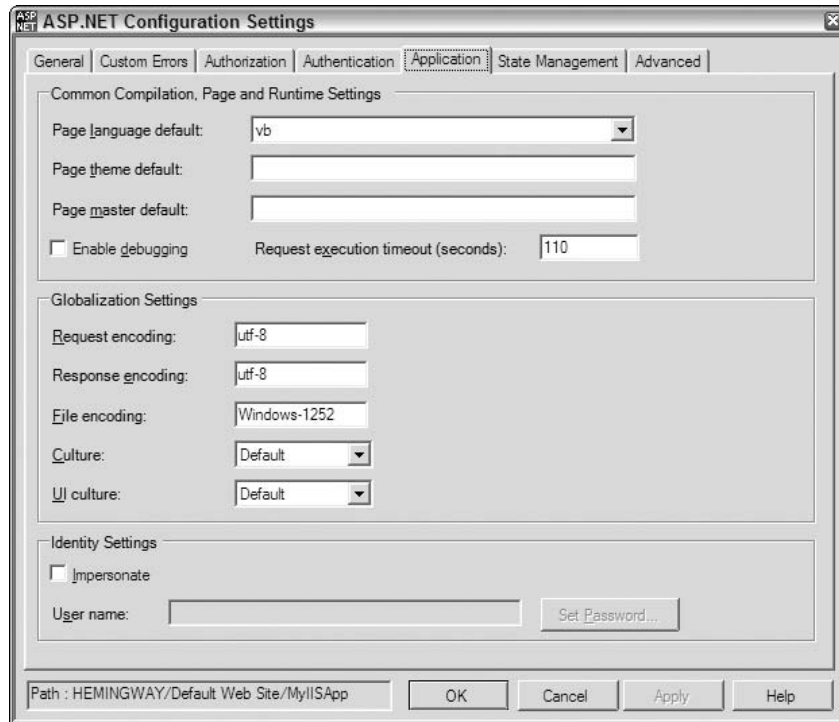 ASP.NET Configuration Settings
General Custom Errors Authorization Authentication Application State Management Advanced
Common Compilation, Page and Runtime Settings
Page language default: vb
Page theme default:
Page master default:
Enable debugging Request execution timeout (seconds): 110
Globalization Settings
Request encoding: utf-8
Response encoding: utf-8
File encoding: Windows-1252
Culture: Default
UI culture: Default
Identity Settings
Impersonate
User name: Set Password...
Path : HEMINGWAY/Default Web Site/MyIISApp OK Cancel Apply Help